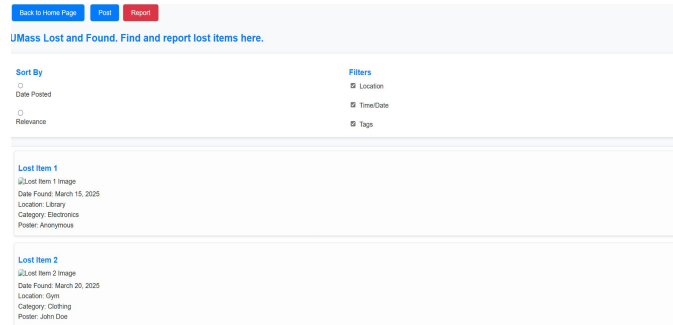 Back to Home Page Post Report
UMass Lost and Found. Find and report lost items here.
Sort By
Date Posted
Relevance
Filters
Location
Time/Date
Tags
Lost Item 1
Lost Item 1 Image
Date Found: March 15, 2025
Location: Library
Category: Electronics
Poster: Anonymous
Lost Item 2
Lost Item 2 Image
Date Found: March 20, 2025
Location: Gym
Category: Clothing
Poster: John Doe